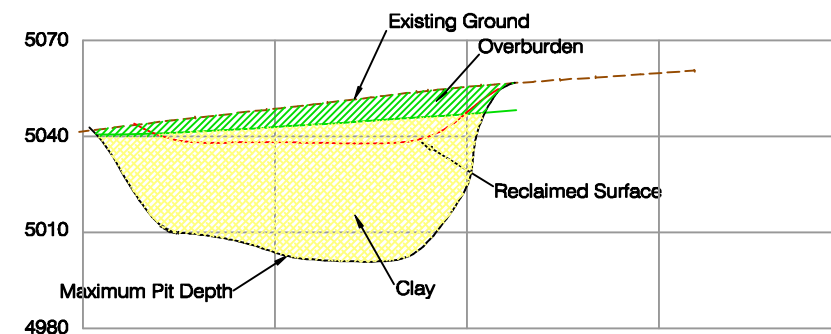 Existing Ground
5070
Overburden
5040
Reclaimed Surface
5010
Maximum Pit Depth
Clay
4980